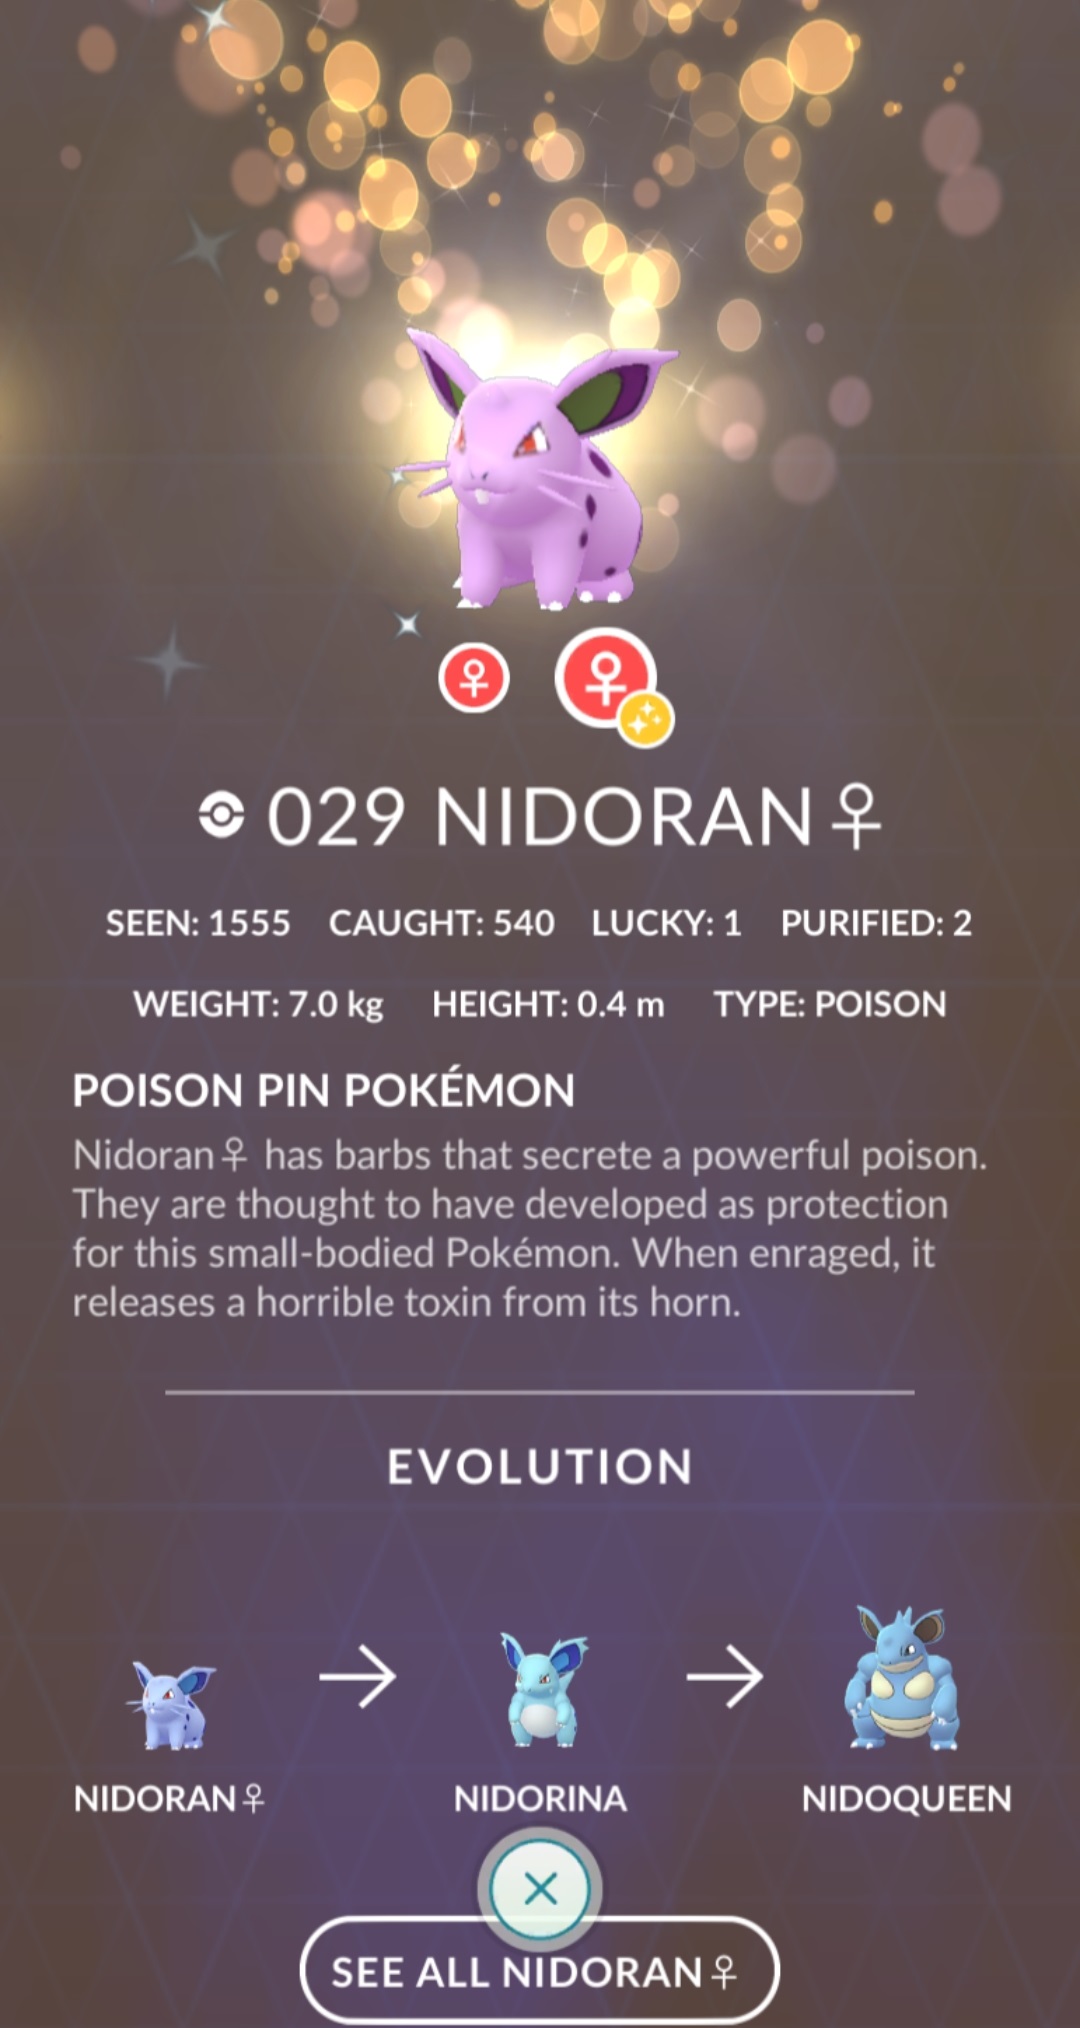 029 NIDORAN♀
SEEN: 1555 CAUGHT: 540 LUCKY: 1 PURIFIED: 2
WEIGHT: 7.0 kg HEIGHT: 0.4 m TYPE: POISON
POISON PIN POKÉMON
Nidoran♀ has barbs that secrete a powerful poison.
They are thought to have developed as protection
for this small-bodied Pokémon. When enraged, it
releases a horrible toxin from its horn.
EVOLUTION
NIDORAN♀ NIDORINA NIDOQUEEN
SEE ALL NIDORAN♀